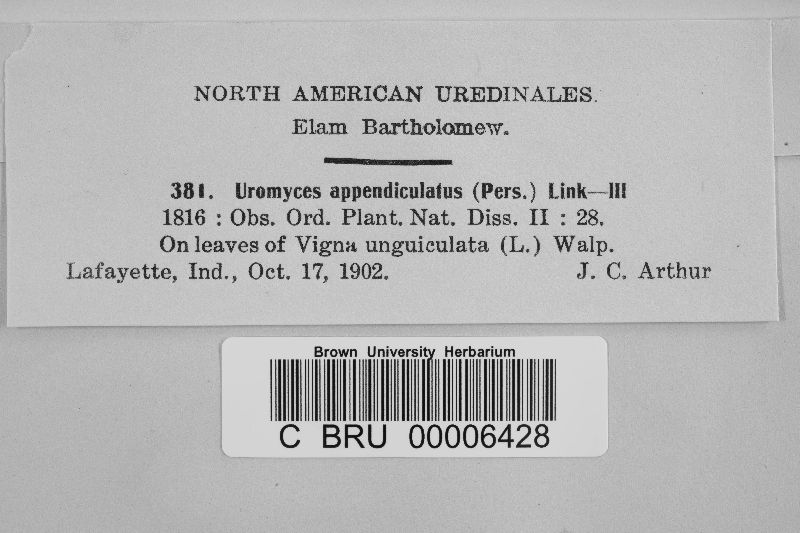 NORTH AMERICAN UREDINALES.
Elam Bartholomew.
381. Uromyces appendiculatus (Pers.) Link—III
1816 : Obs. Ord. Plant. Nat. Diss. II : 28.
On leaves of Vigna unguiculata (L.) Walp.
Lafayette, Ind., Oct. 17, 1902. J. C. Arthur
Brown University Herbarium
C BRU 00006428